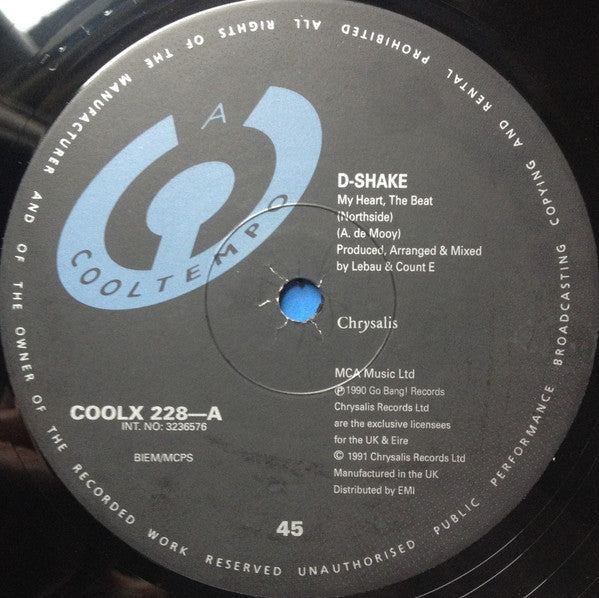 ALL RIGHTS OF THE MANUFACTURER AND OF THE OWNER OF THE RECORDED WORK RESERVED UNAUTHORISED PUBLIC PERFORMANCE BROADCASTING COPYING AND RENTAL PROHIBITED
A
COOLTEMPO
D-SHAKE
My Heart, The Beat
(Northside)
(A. de Mooy)
Produced, Arranged & Mixed
by Lebau & Count E
Chrysalis
MCA Music Ltd
℗ 1990 Go Bang! Records
Chrysalis Records Ltd
are the exclusive licensees
for the UK & Eire
© 1991 Chrysalis Records Ltd
Manufactured in the UK
Distributed by EMI
COOLX 228—A
INT. NO: 3236576
BIEM/MCPS
45